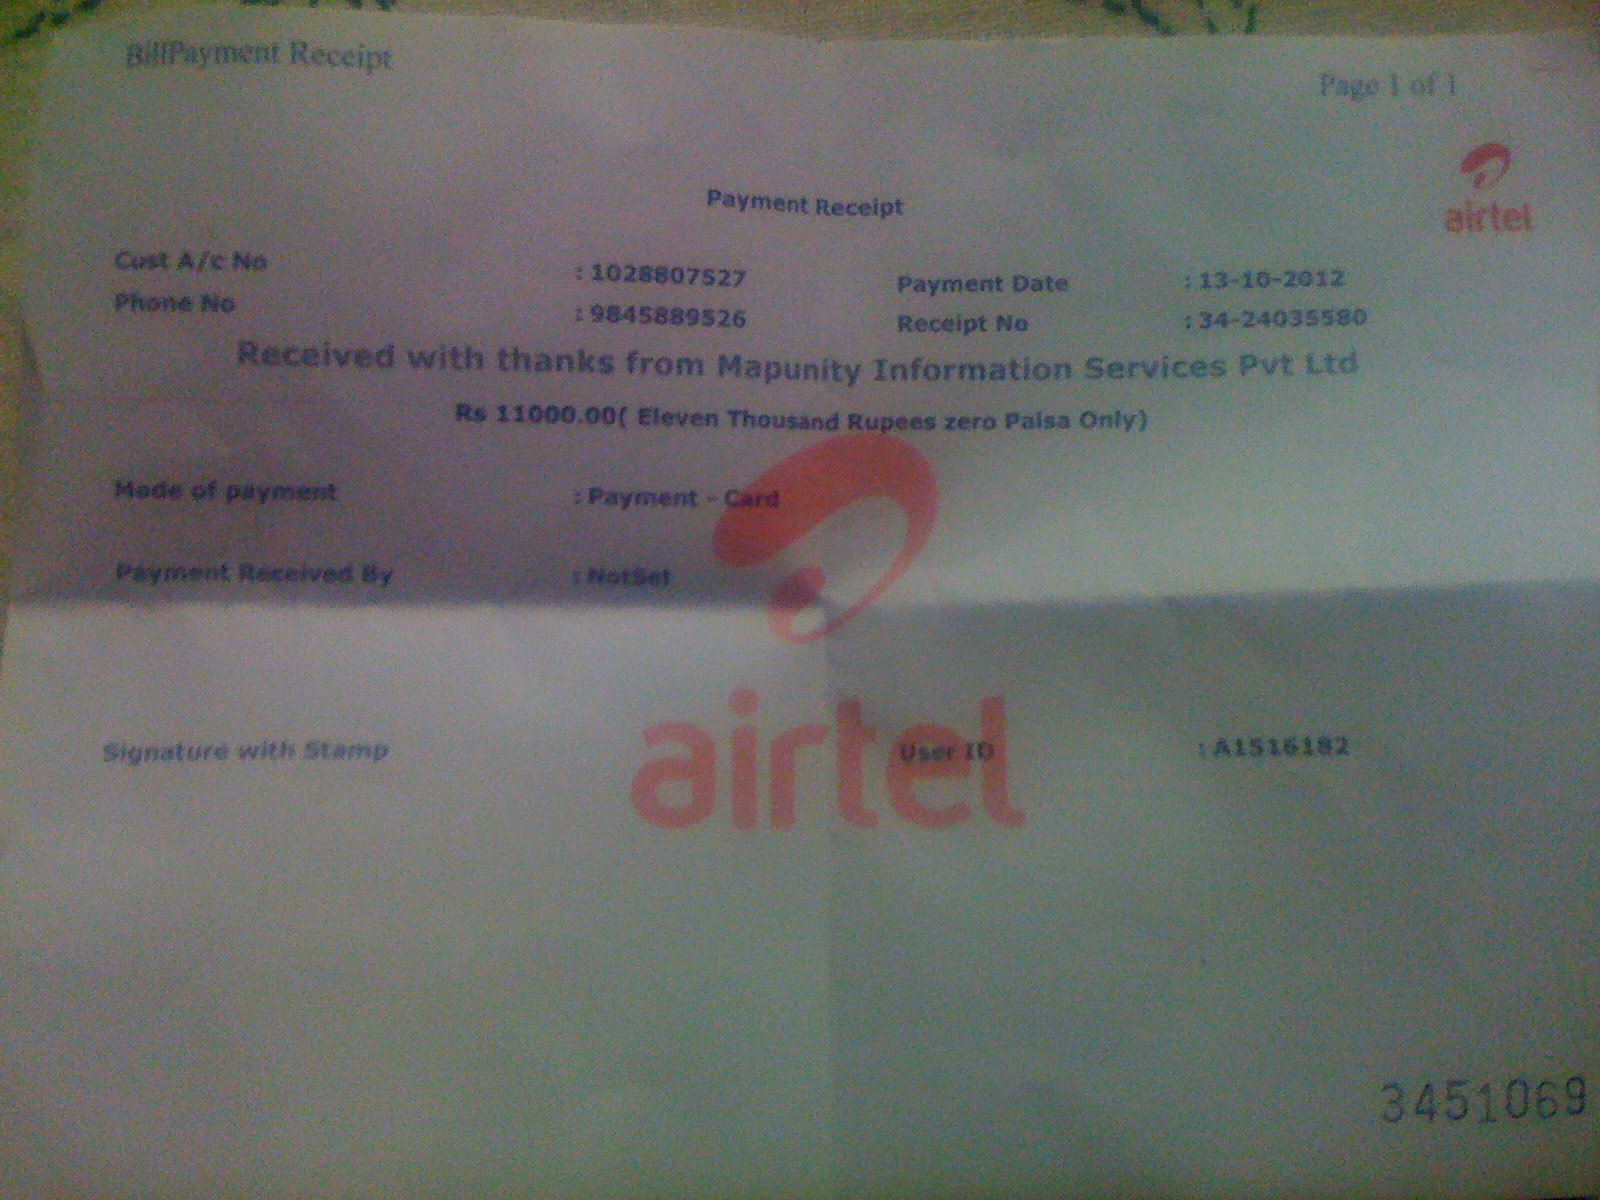 BillPayment Receipt Page 1 of 1
airtel
Payment Receipt
Cust A/c No : 1028807527 Payment Date : 13-10-2012
Phone No : 9845889526 Receipt No : 34-24035580
Received with thanks from Mapunity Information Services Pvt Ltd
Rs 11000.00( Eleven Thousand Rupees zero Paisa Only)
Mode of payment : Payment - Card
Payment Received By : NotSet
airtel
Signature with Stamp User ID : A1516182
3451069